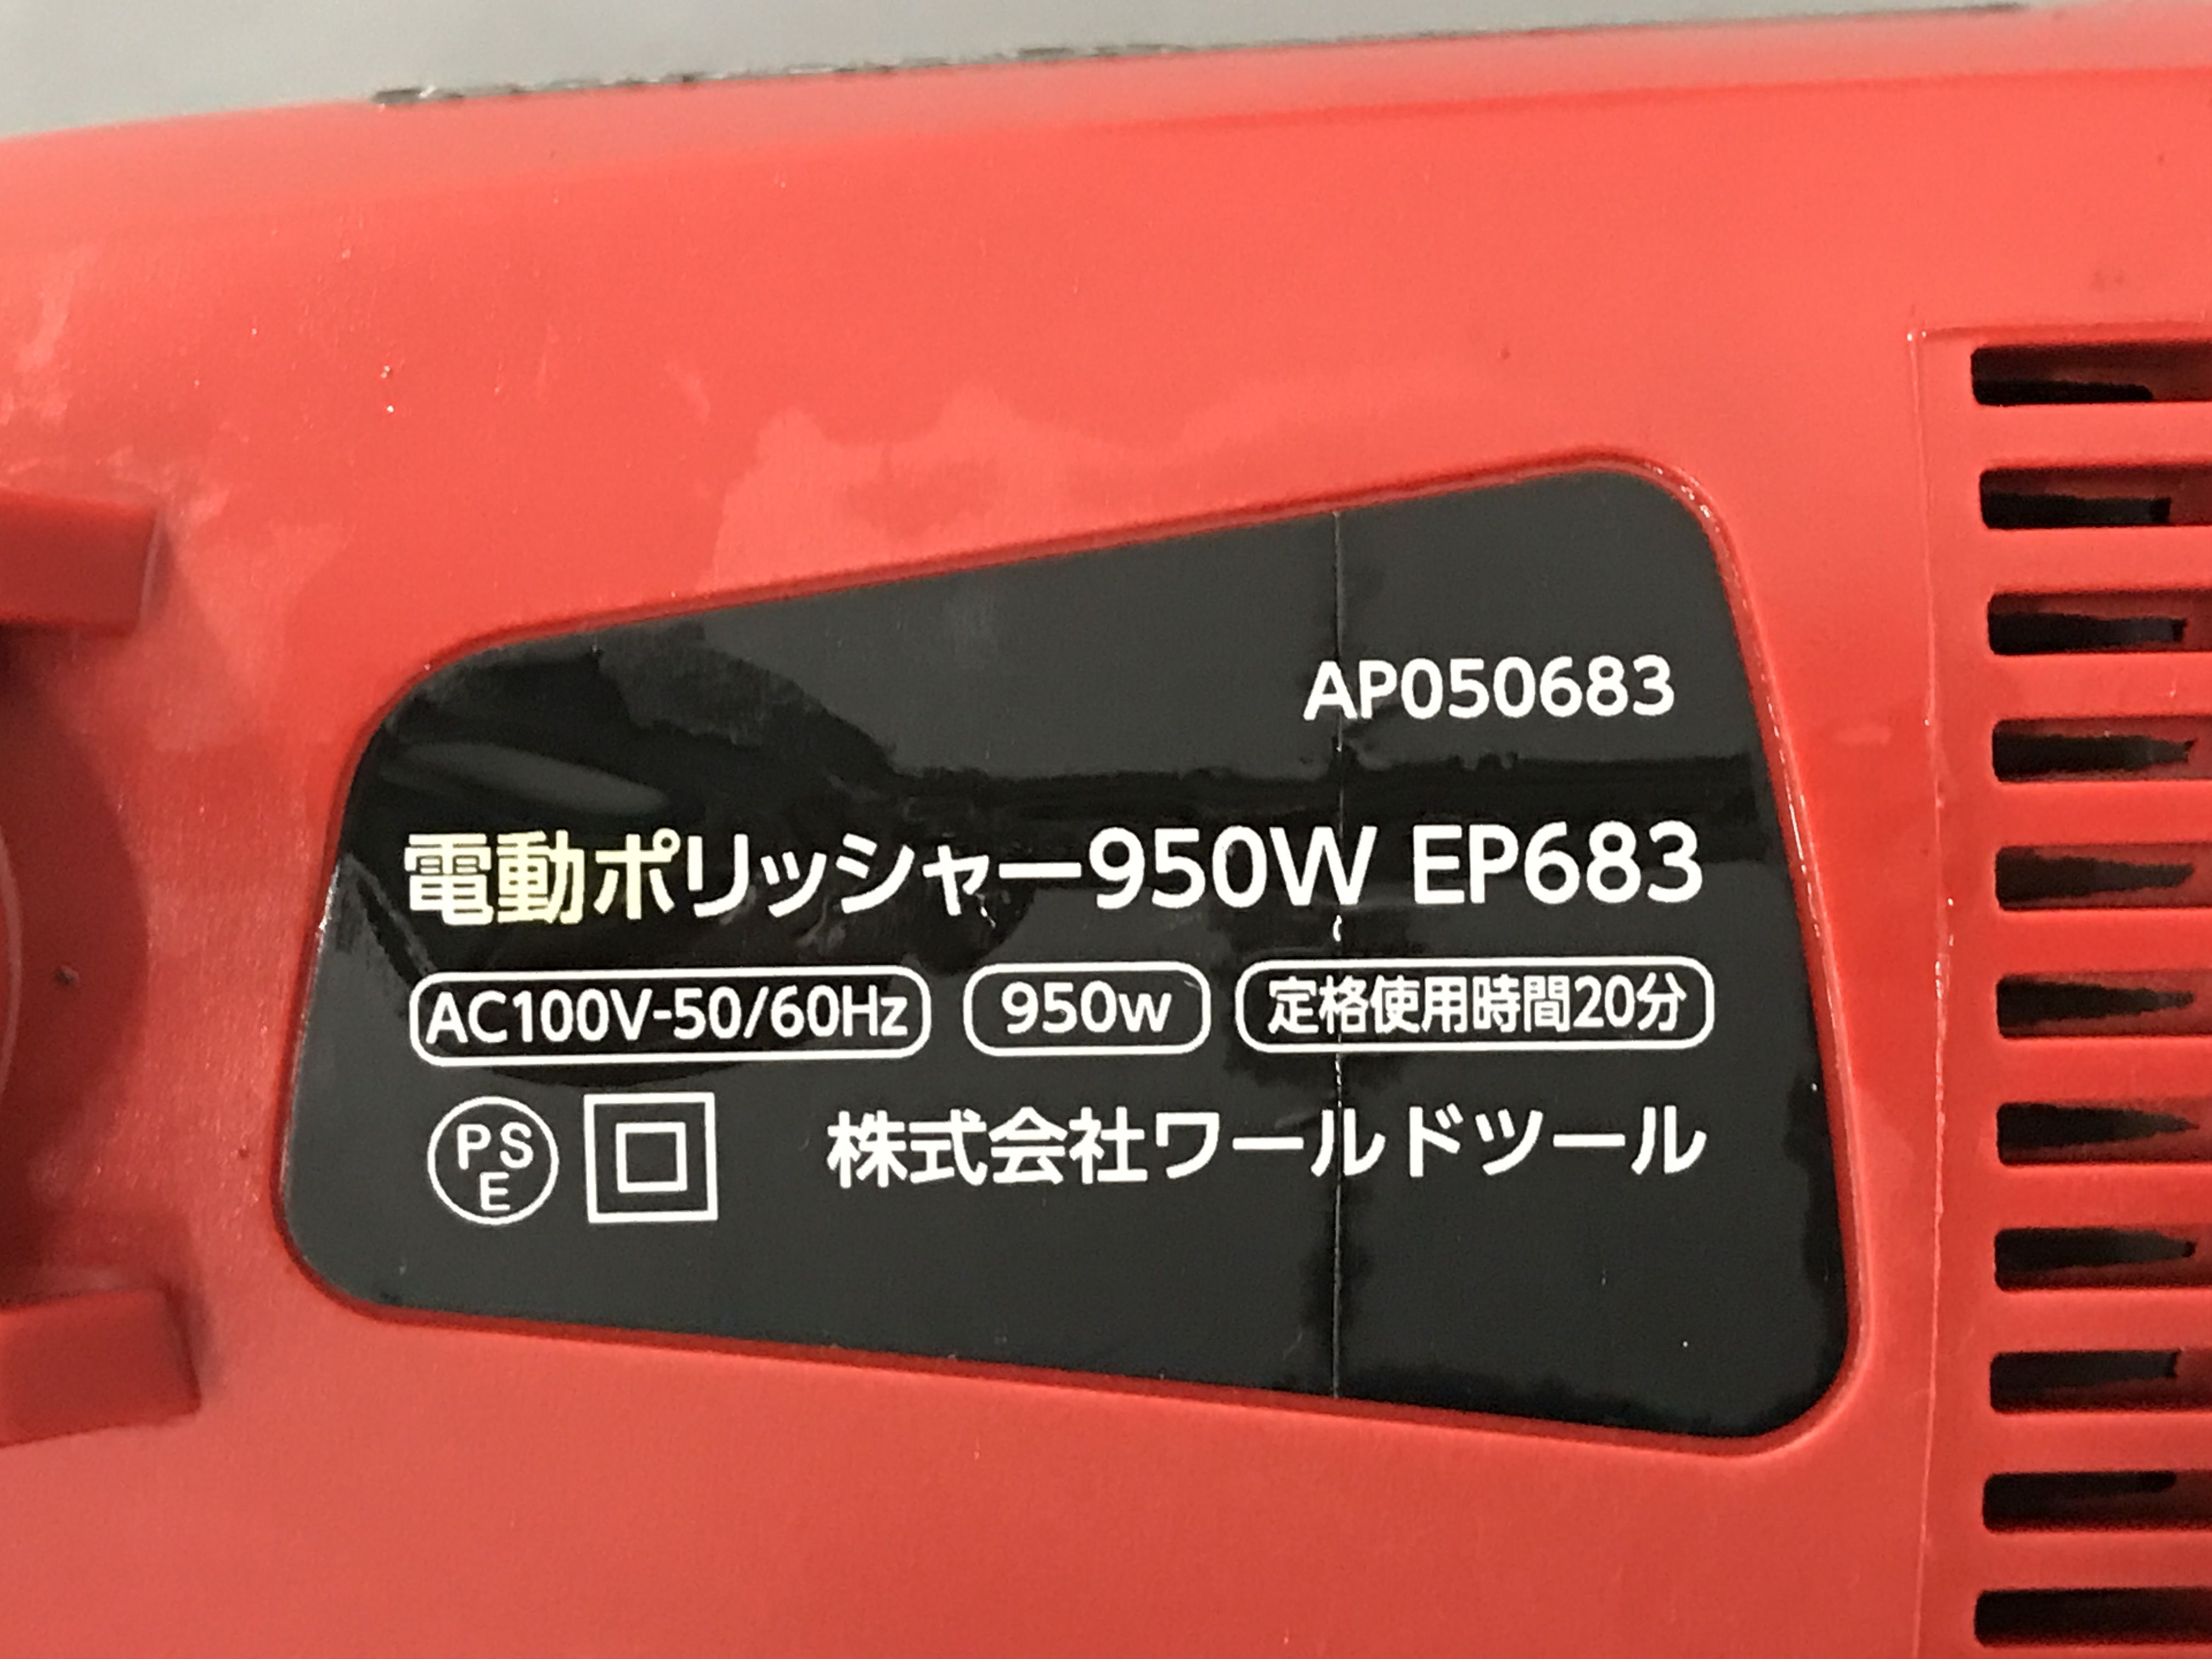 AP050683
電動ポリッシャー950W EP683
AC100V-50/60Hz 950w 定格使用時間20分
PSE 株式会社ワールドツール